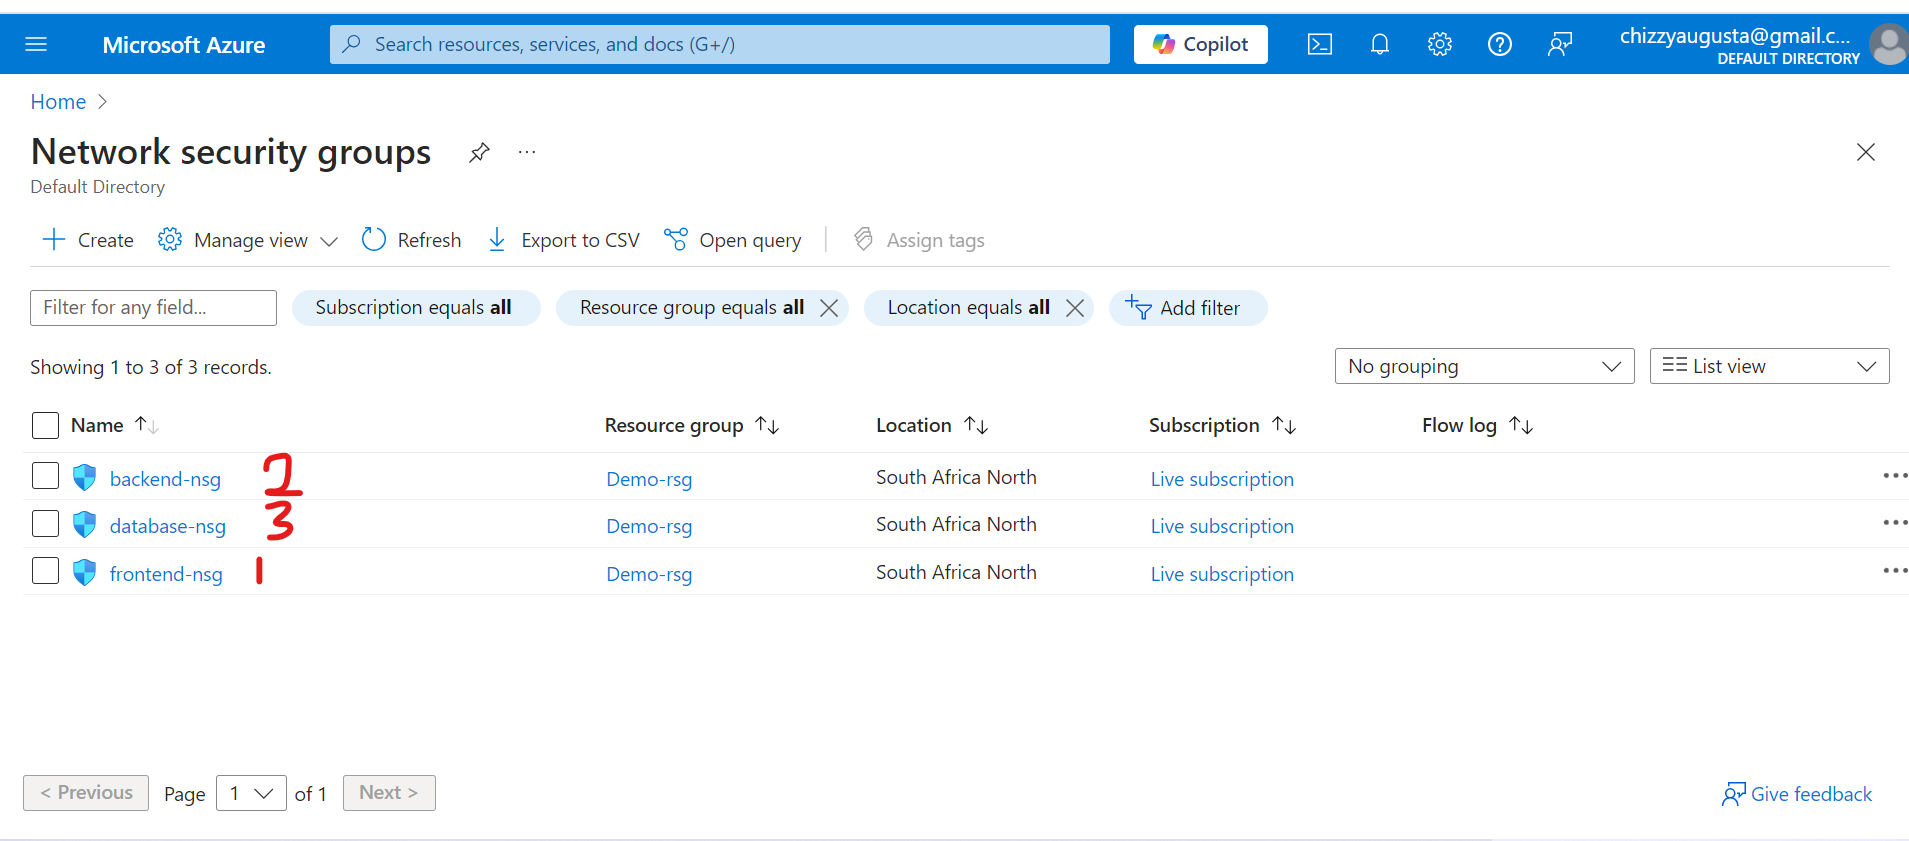 Microsoft Azure Search resources, services, and docs (G+/) Copilot chizzyaugusta@gmail.c...
DEFAULT DIRECTORY
Home >
Network security groups ...
Default Directory
Create Manage view Refresh Export to CSV Open query Assign tags
Filter for any field... Subscription equals all Resource group equals all Location equals all Add filter
Showing 1 to 3 of 3 records. No grouping List view
Name Resource group Location Subscription Flow log
backend-nsg 2 Demo-rsg South Africa North Live subscription ...
database-nsg 3 Demo-rsg South Africa North Live subscription ...
frontend-nsg 1 Demo-rsg South Africa North Live subscription ...
< Previous Page 1 of 1 Next > Give feedback